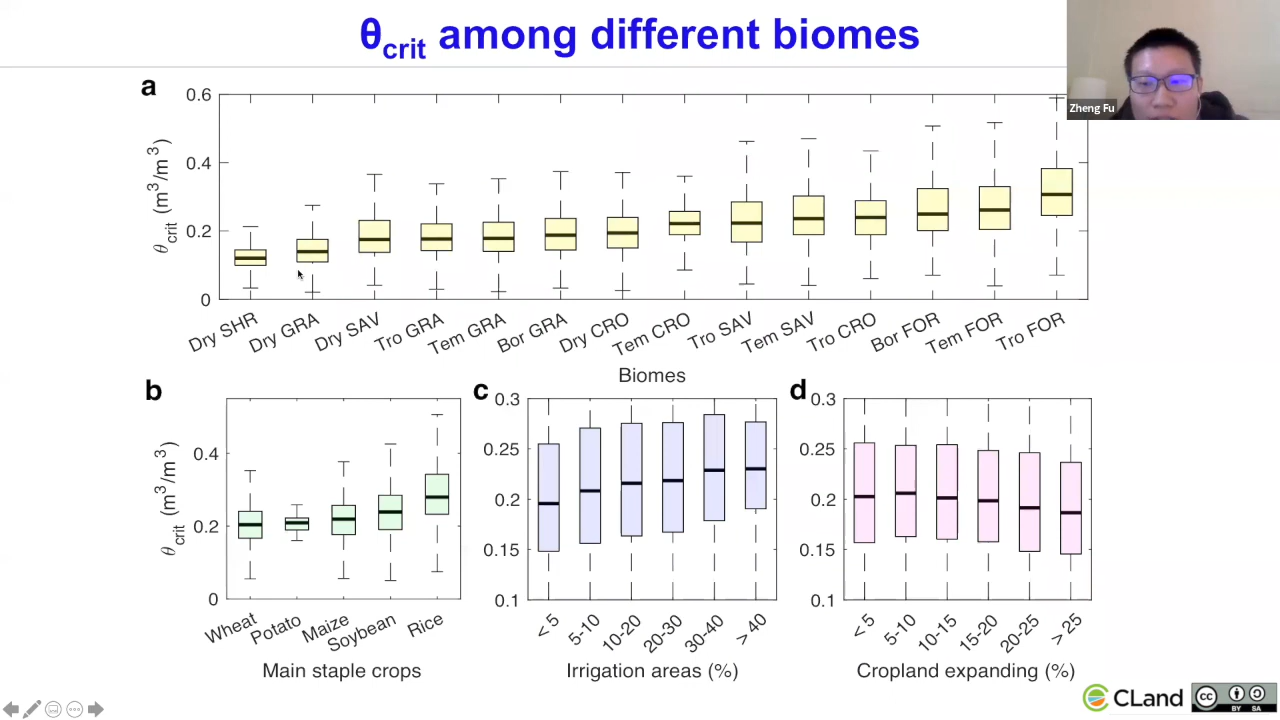 θcrit among different biomes
Zheng Fu
a
θcrit (m³/m³)
0.6
0.4
0.2
0
Dry SHR
Dry GRA
Dry SAV
Tro GRA
Tem GRA
Bor GRA
Dry CRO
Tem CRO
Tro SAV
Tem SAV
Tro CRO
Bor FOR
Tem FOR
Tro FOR
Biomes
b
θcrit (m³/m³)
0.4
0.2
0
Wheat
Potato
Maize
Soybean
Rice
Main staple crops
c
0.3
0.25
0.2
0.15
0.1
< 5
5-10
10-20
20-30
30-40
> 40
Irrigation areas (%)
d
0.3
0.25
0.2
0.15
0.1
< 5
5-10
10-15
15-20
20-25
> 25
Cropland expanding (%)
CLand
cc
BY SA